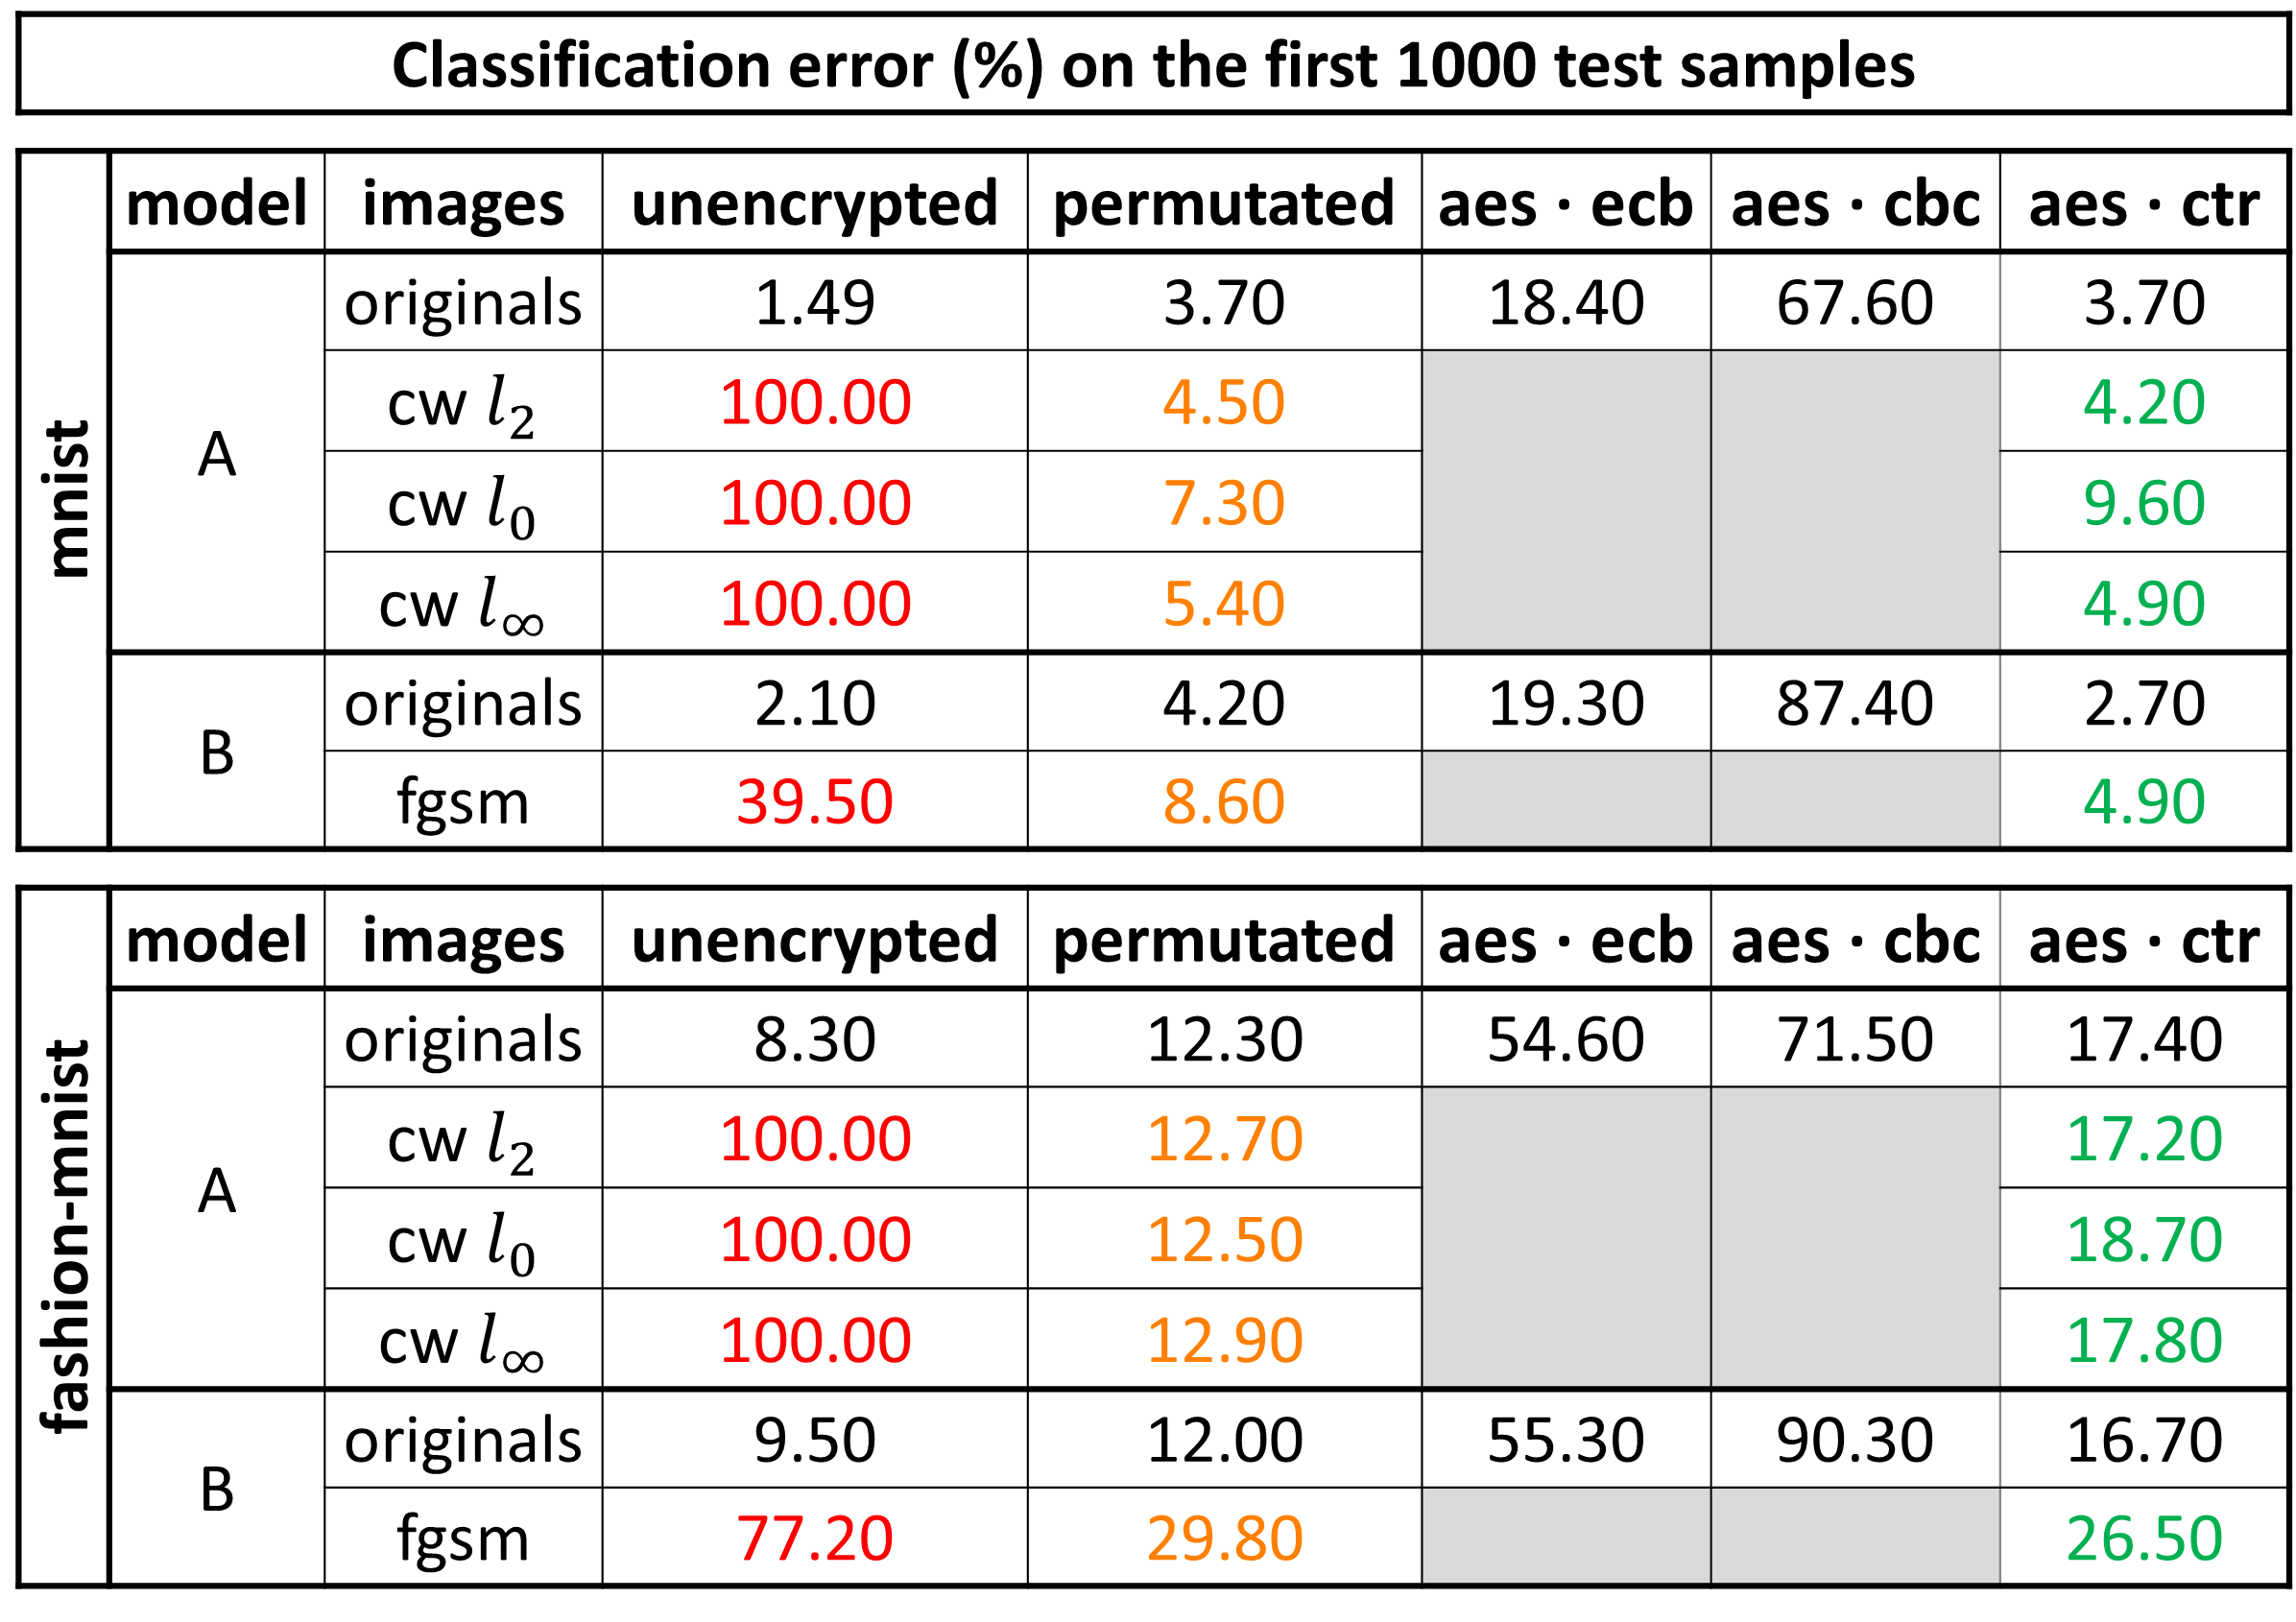 Classification error (%) on the first 1000 test samples
mnist
model images unencrypted permutated aes · ecb aes · cbc aes · ctr
A
originals 1.49 3.70 18.40 67.60 3.70
cw l₂ 100.00 4.50 4.20
cw l₀ 100.00 7.30 9.60
cw l∞ 100.00 5.40 4.90
B
originals 2.10 4.20 19.30 87.40 2.70
fgsm 39.50 8.60 4.90
fashion-mnist
model images unencrypted permutated aes · ecb aes · cbc aes · ctr
A
originals 8.30 12.30 54.60 71.50 17.40
cw l₂ 100.00 12.70 17.20
cw l₀ 100.00 12.50 18.70
cw l∞ 100.00 12.90 17.80
B
originals 9.50 12.00 55.30 90.30 16.70
fgsm 77.20 29.80 26.50